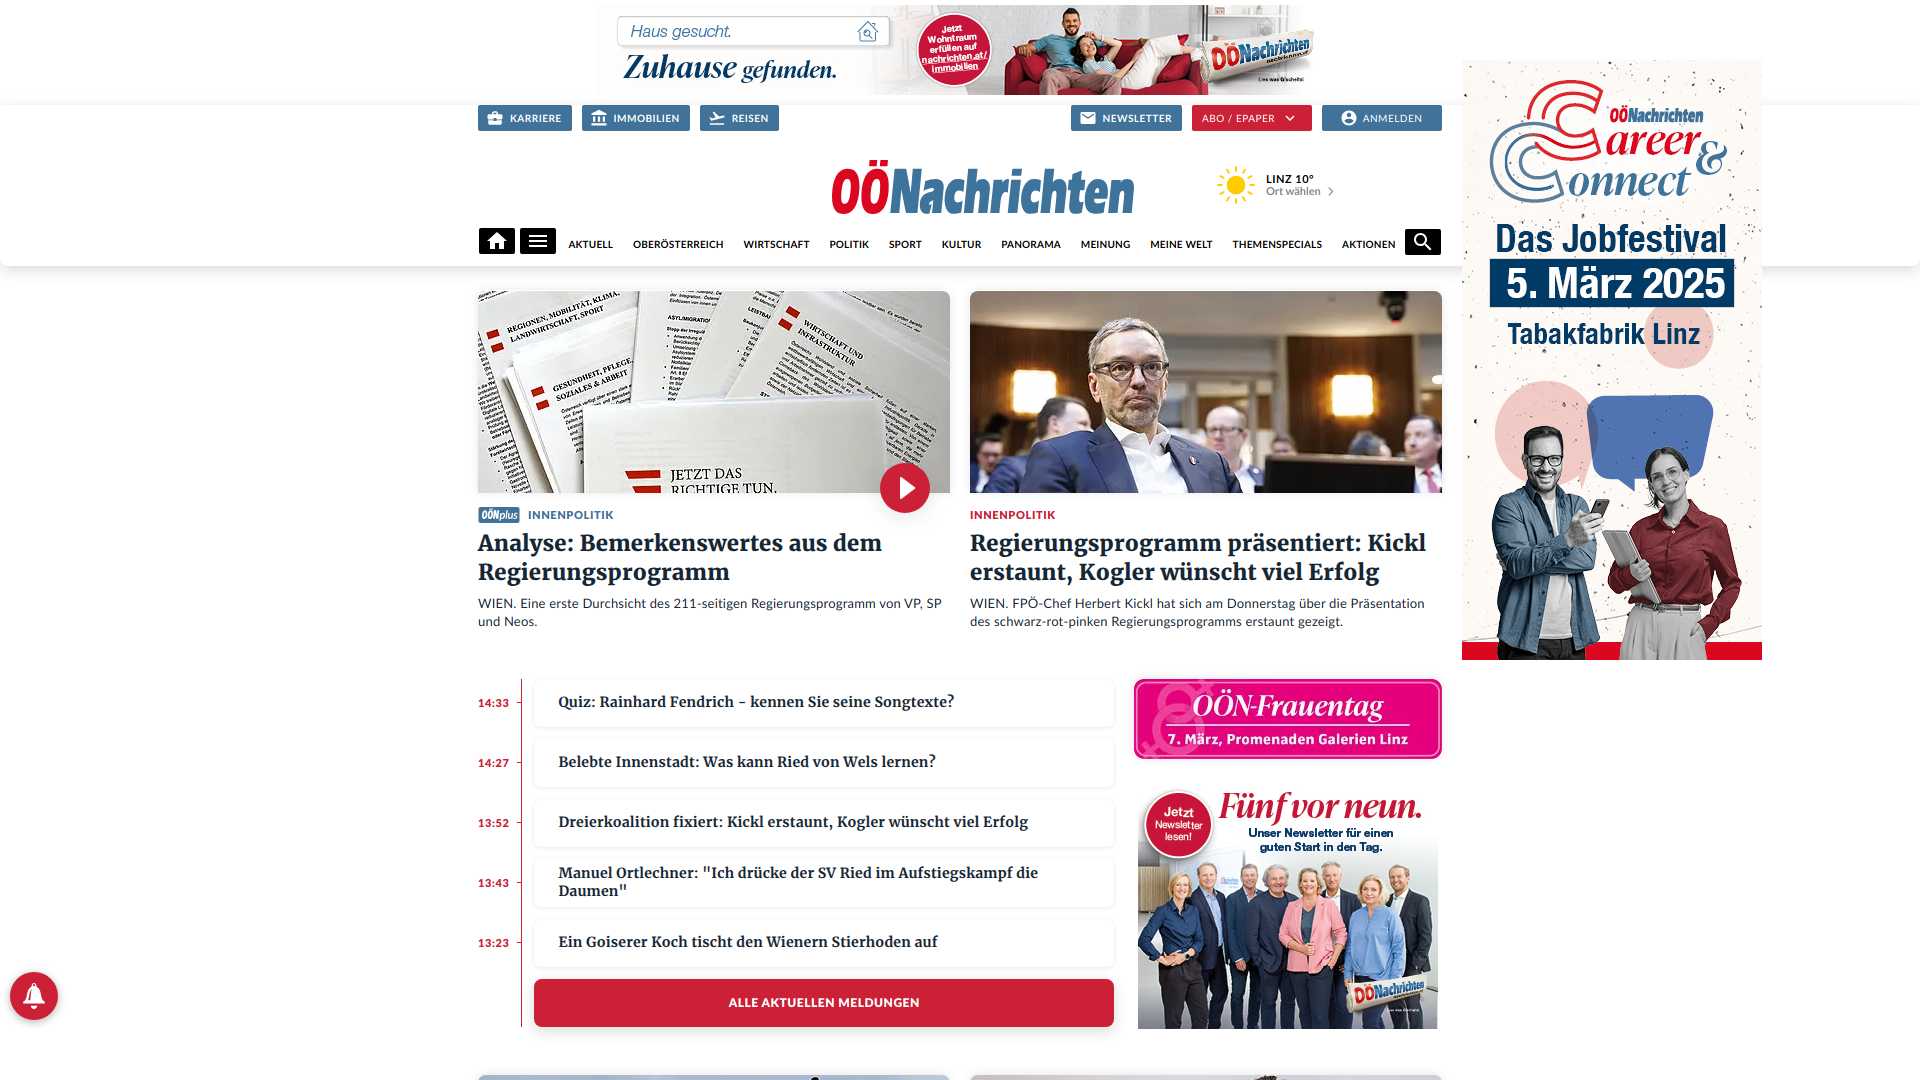 Haus gesucht.
Zuhause gefunden.
Jetzt
Wohntraum
erfüllen auf
nachrichten.at/
immobilien
OÖNachrichten
Lies was G'scheits!
KARRIERE
IMMOBILIEN
REISEN
NEWSLETTER
ABO / EPAPER
ANMELDEN
OÖNachrichten
LINZ 10°
Ort wählen
AKTUELL
OBERÖSTERREICH
WIRTSCHAFT
POLITIK
SPORT
KULTUR
PANORAMA
MEINUNG
MEINE WELT
THEMENSPECIALS
AKTIONEN
OÖNachrichten
Career &
Connect
Das Jobfestival
5. März 2025
Tabakfabrik Linz
REGIONEN, MOBILITÄT, KLIMA,
LANDWIRTSCHAFT, SPORT
GESUNDHEIT, PFLEGE,
SOZIALES & ARBEIT
WIRTSCHAFT UND
INFRASTRUKTUR
JETZT DAS
RICHTIGE TUN.
OÖNplus INNENPOLITIK
Analyse: Bemerkenswertes aus dem
Regierungsprogramm
WIEN. Eine erste Durchsicht des 211-seitigen Regierungsprogramm von VP, SP
und Neos.
INNENPOLITIK
Regierungsprogramm präsentiert: Kickl
erstaunt, Kogler wünscht viel Erfolg
WIEN. FPÖ-Chef Herbert Kickl hat sich am Donnerstag über die Präsentation
des schwarz-rot-pinken Regierungsprogramms erstaunt gezeigt.
14:33 Quiz: Rainhard Fendrich - kennen Sie seine Songtexte?
14:27 Belebte Innenstadt: Was kann Ried von Wels lernen?
13:52 Dreierkoalition fixiert: Kickl erstaunt, Kogler wünscht viel Erfolg
13:43 Manuel Ortlechner: "Ich drücke der SV Ried im Aufstiegskampf die
Daumen"
13:23 Ein Goiserer Koch tischt den Wienern Stierhoden auf
ALLE AKTUELLEN MELDUNGEN
OÖN-Frauentag
7. März, Promenaden Galerien Linz
Jetzt
Newsletter
lesen!
Fünf vor neun.
Unser Newsletter für einen
guten Start in den Tag.
OÖNachrichten